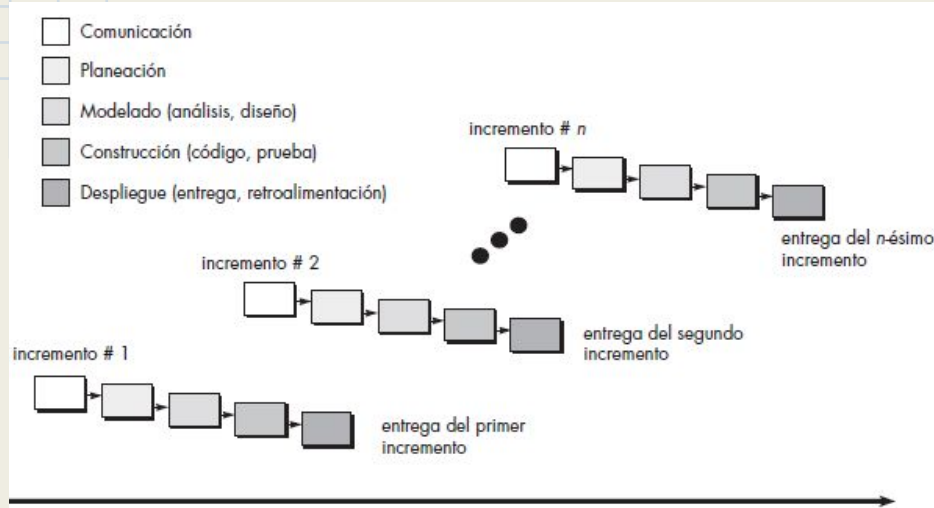 Comunicación
Planeación
Modelado (análisis, diseño)
Construcción (código, prueba)
Despliegue (entrega, retroalimentación)
incremento # n
entrega del n-ésimo
incremento
incremento # 2
entrega del segundo
incremento
incremento # 1
entrega del primer
incremento